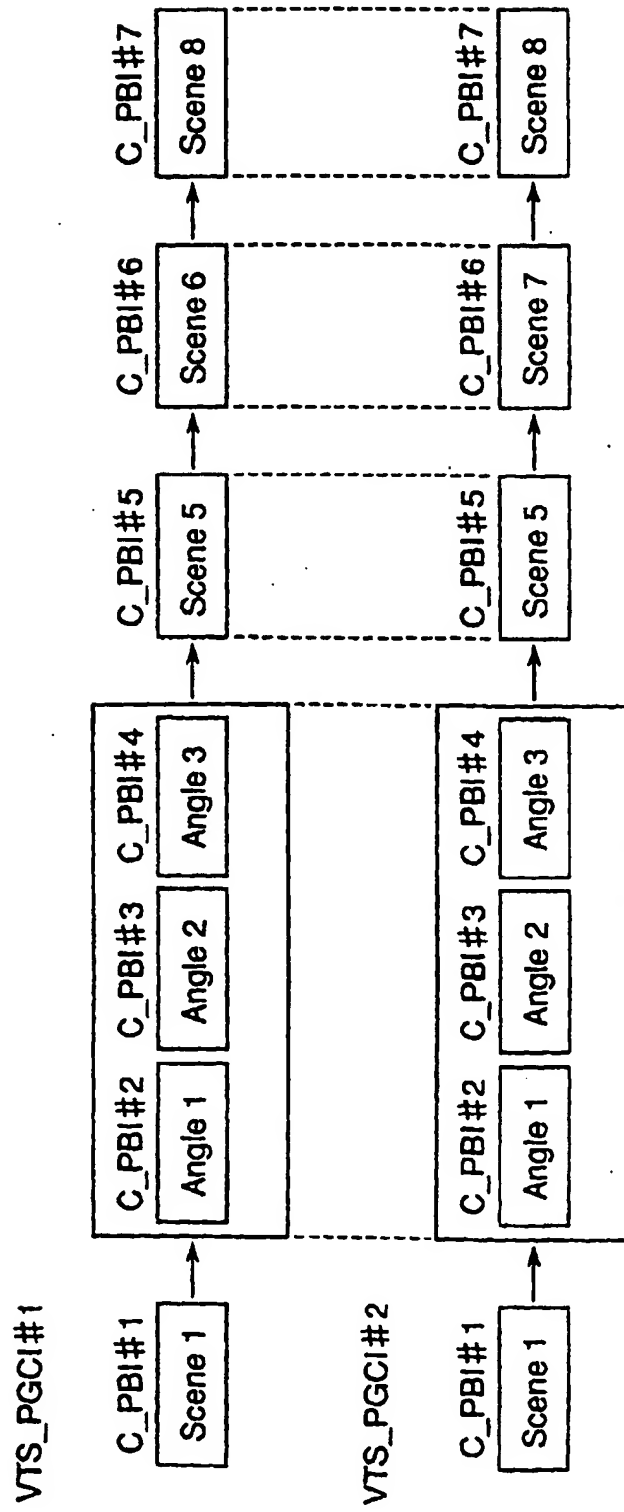 VTS_PGCI#1
C_PBI#1 C_PBI#2 C_PBI#3 C_PBI#4 C_PBI#5 C_PBI#6 C_PBI#7
Scene 1 Angle 1 Angle 2 Angle 3 Scene 5 Scene 6 Scene 8
VTS_PGCI#2
C_PBI#1 C_PBI#2 C_PBI#3 C_PBI#4 C_PBI#5 C_PBI#6 C_PBI#7
Scene 1 Angle 1 Angle 2 Angle 3 Scene 5 Scene 7 Scene 8